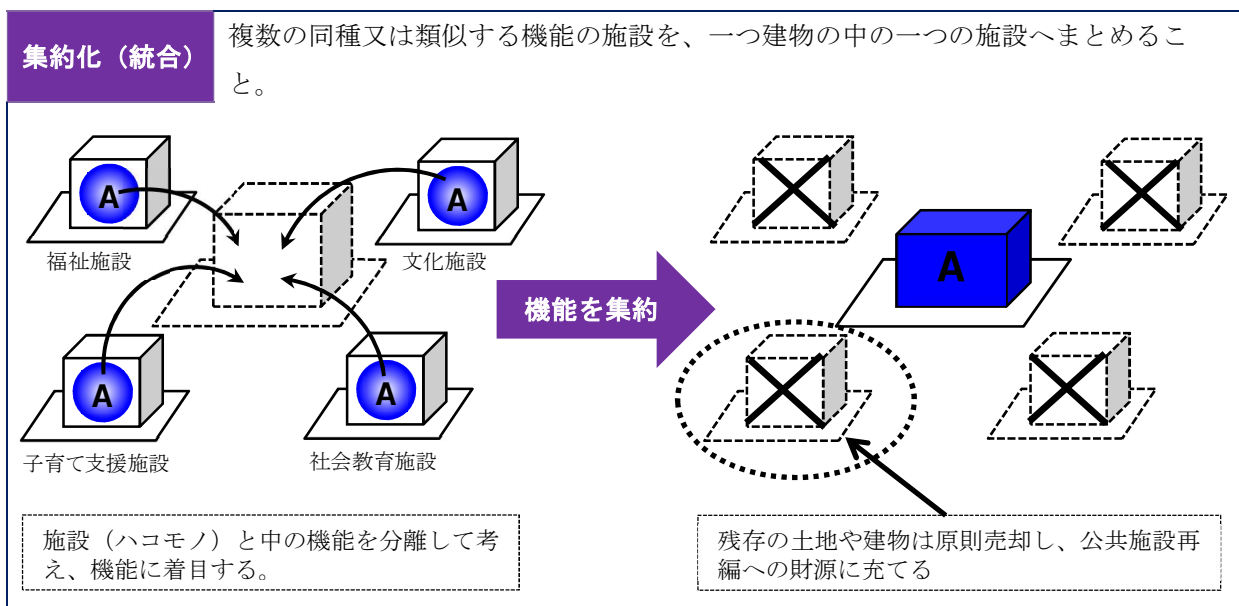 集約化（統合）
複数の同種又は類似する機能の施設を、一つ建物の中の一つの施設へまとめるこ
と。
A
A
福祉施設
文化施設
A
A
子育て支援施設
社会教育施設
機能を集約
A
施設（ハコモノ）と中の機能を分離して考
え、機能に着目する。
残存の土地や建物は原則売却し、公共施設再
編への財源に充てる